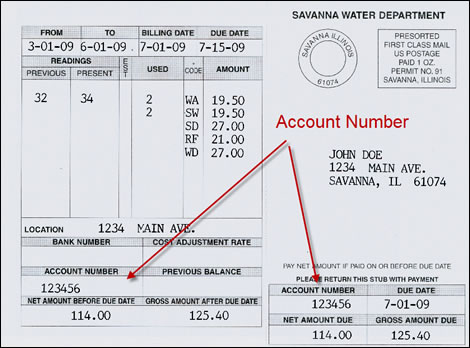 FROM TO BILLING DATE DUE DATE
3-01-09 6-01-09 7-01-09 7-15-09
READINGS EST USED CODE AMOUNT
PREVIOUS PRESENT
32 34 2 WA 19.50
2 SW 19.50
SD 27.00
RF 21.00
WD 27.00
LOCATION 1234 MAIN AVE.
BANK NUMBER COST ADJUSTMENT RATE
ACCOUNT NUMBER PREVIOUS BALANCE
123456
NET AMOUNT BEFORE DUE DATE GROSS AMOUNT AFTER DUE DATE
114.00 125.40
SAVANNA WATER DEPARTMENT
SAVANNA ILLINOIS
61074
PRESORTED
FIRST CLASS MAIL
US POSTAGE
PAID 1 OZ.
PERMIT NO. 91
SAVANNA, ILLINOIS
Account Number
JOHN DOE
1234 MAIN AVE.
SAVANNA, IL 61074
PAY NET AMOUNT IF PAID ON OR BEFORE DUE DATE
PLEASE RETURN THIS STUB WITH PAYMENT
ACCOUNT NUMBER DUE DATE
123456 7-01-09
NET AMOUNT DUE GROSS AMOUNT DUE
114.00 125.40